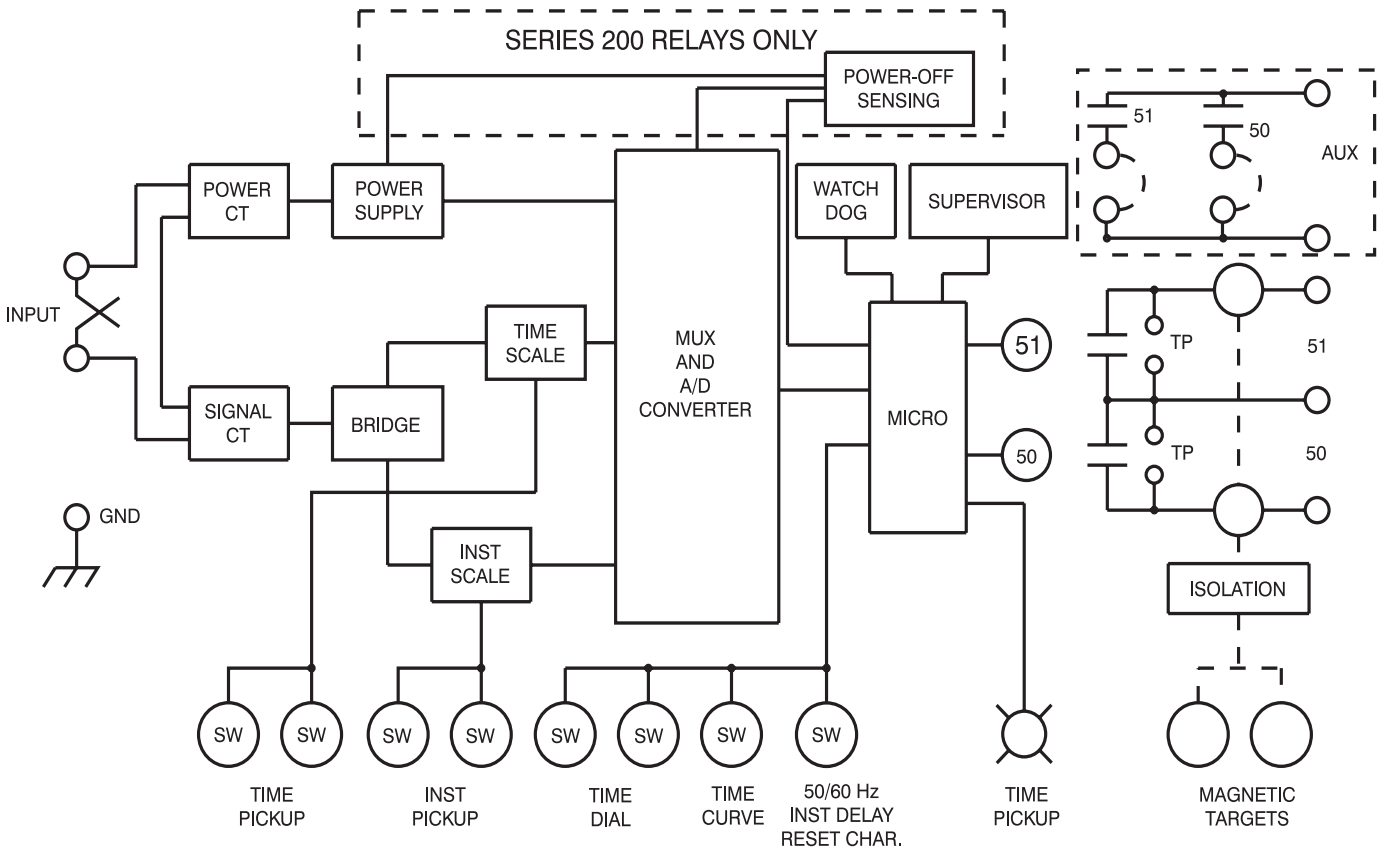 SERIES 200 RELAYS ONLY
POWER-OFF
SENSING
51
50
AUX
POWER
CT
POWER
SUPPLY
WATCH
DOG
SUPERVISOR
INPUT
TIME
SCALE
MUX
AND
A/D
CONVERTER
51
TP
51
SIGNAL
CT
BRIDGE
MICRO
50
TP
50
GND
INST
SCALE
ISOLATION
SW
SW
SW
SW
SW
SW
SW
SW
TIME
PICKUP
INST
PICKUP
TIME
DIAL
TIME
CURVE
50/60 Hz
INST DELAY
RESET CHAR.
TIME
PICKUP
MAGNETIC
TARGETS